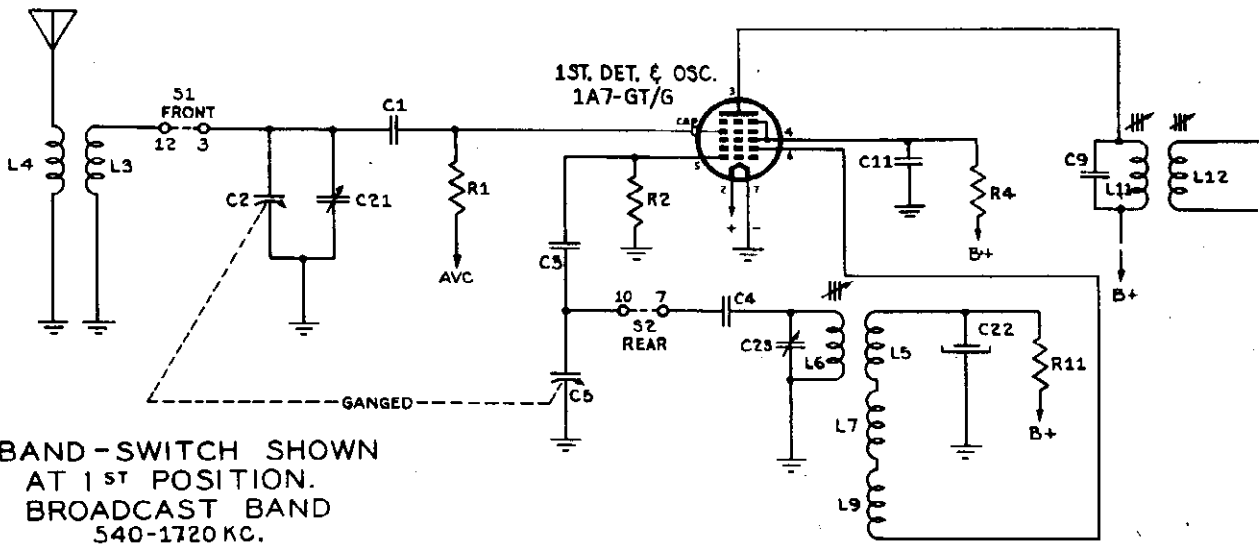 1ST. DET. & OSC.
1A7-GT/G
S1
FRONT
12 3
C1
CAP
3
4
6
5
2 7
+ -
L4
L3
C2
C21
R1
AVC
R2
C3
C11
R4
B+
C9
L11
L12
B+
10 7
S2
REAR
C4
C23
L6
L5
C22
R11
B+
L7
L9
C5
GANGED
BAND-SWITCH SHOWN
AT 1ST POSITION.
BROADCAST BAND
540-1720 KC.